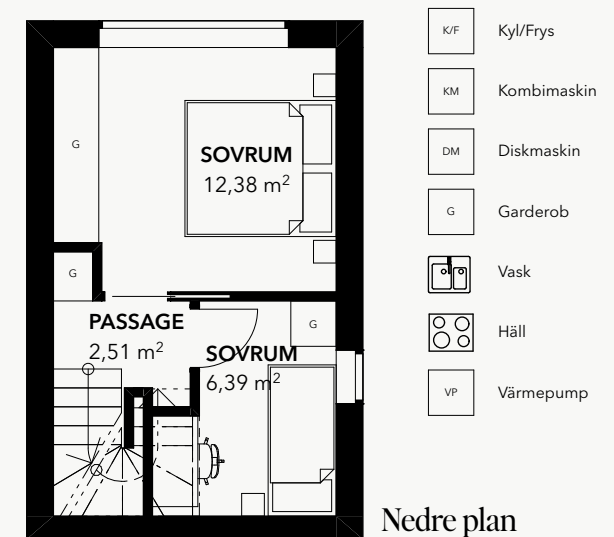 G
SOVRUM
12,38 m²
G
PASSAGE
2,51 m²
G
SOVRUM
6,39 m²
K/F Kyl/Frys
KM Kombimaskin
DM Diskmaskin
G Garderob
Vask
Häll
VP Värmepump
Nedre plan